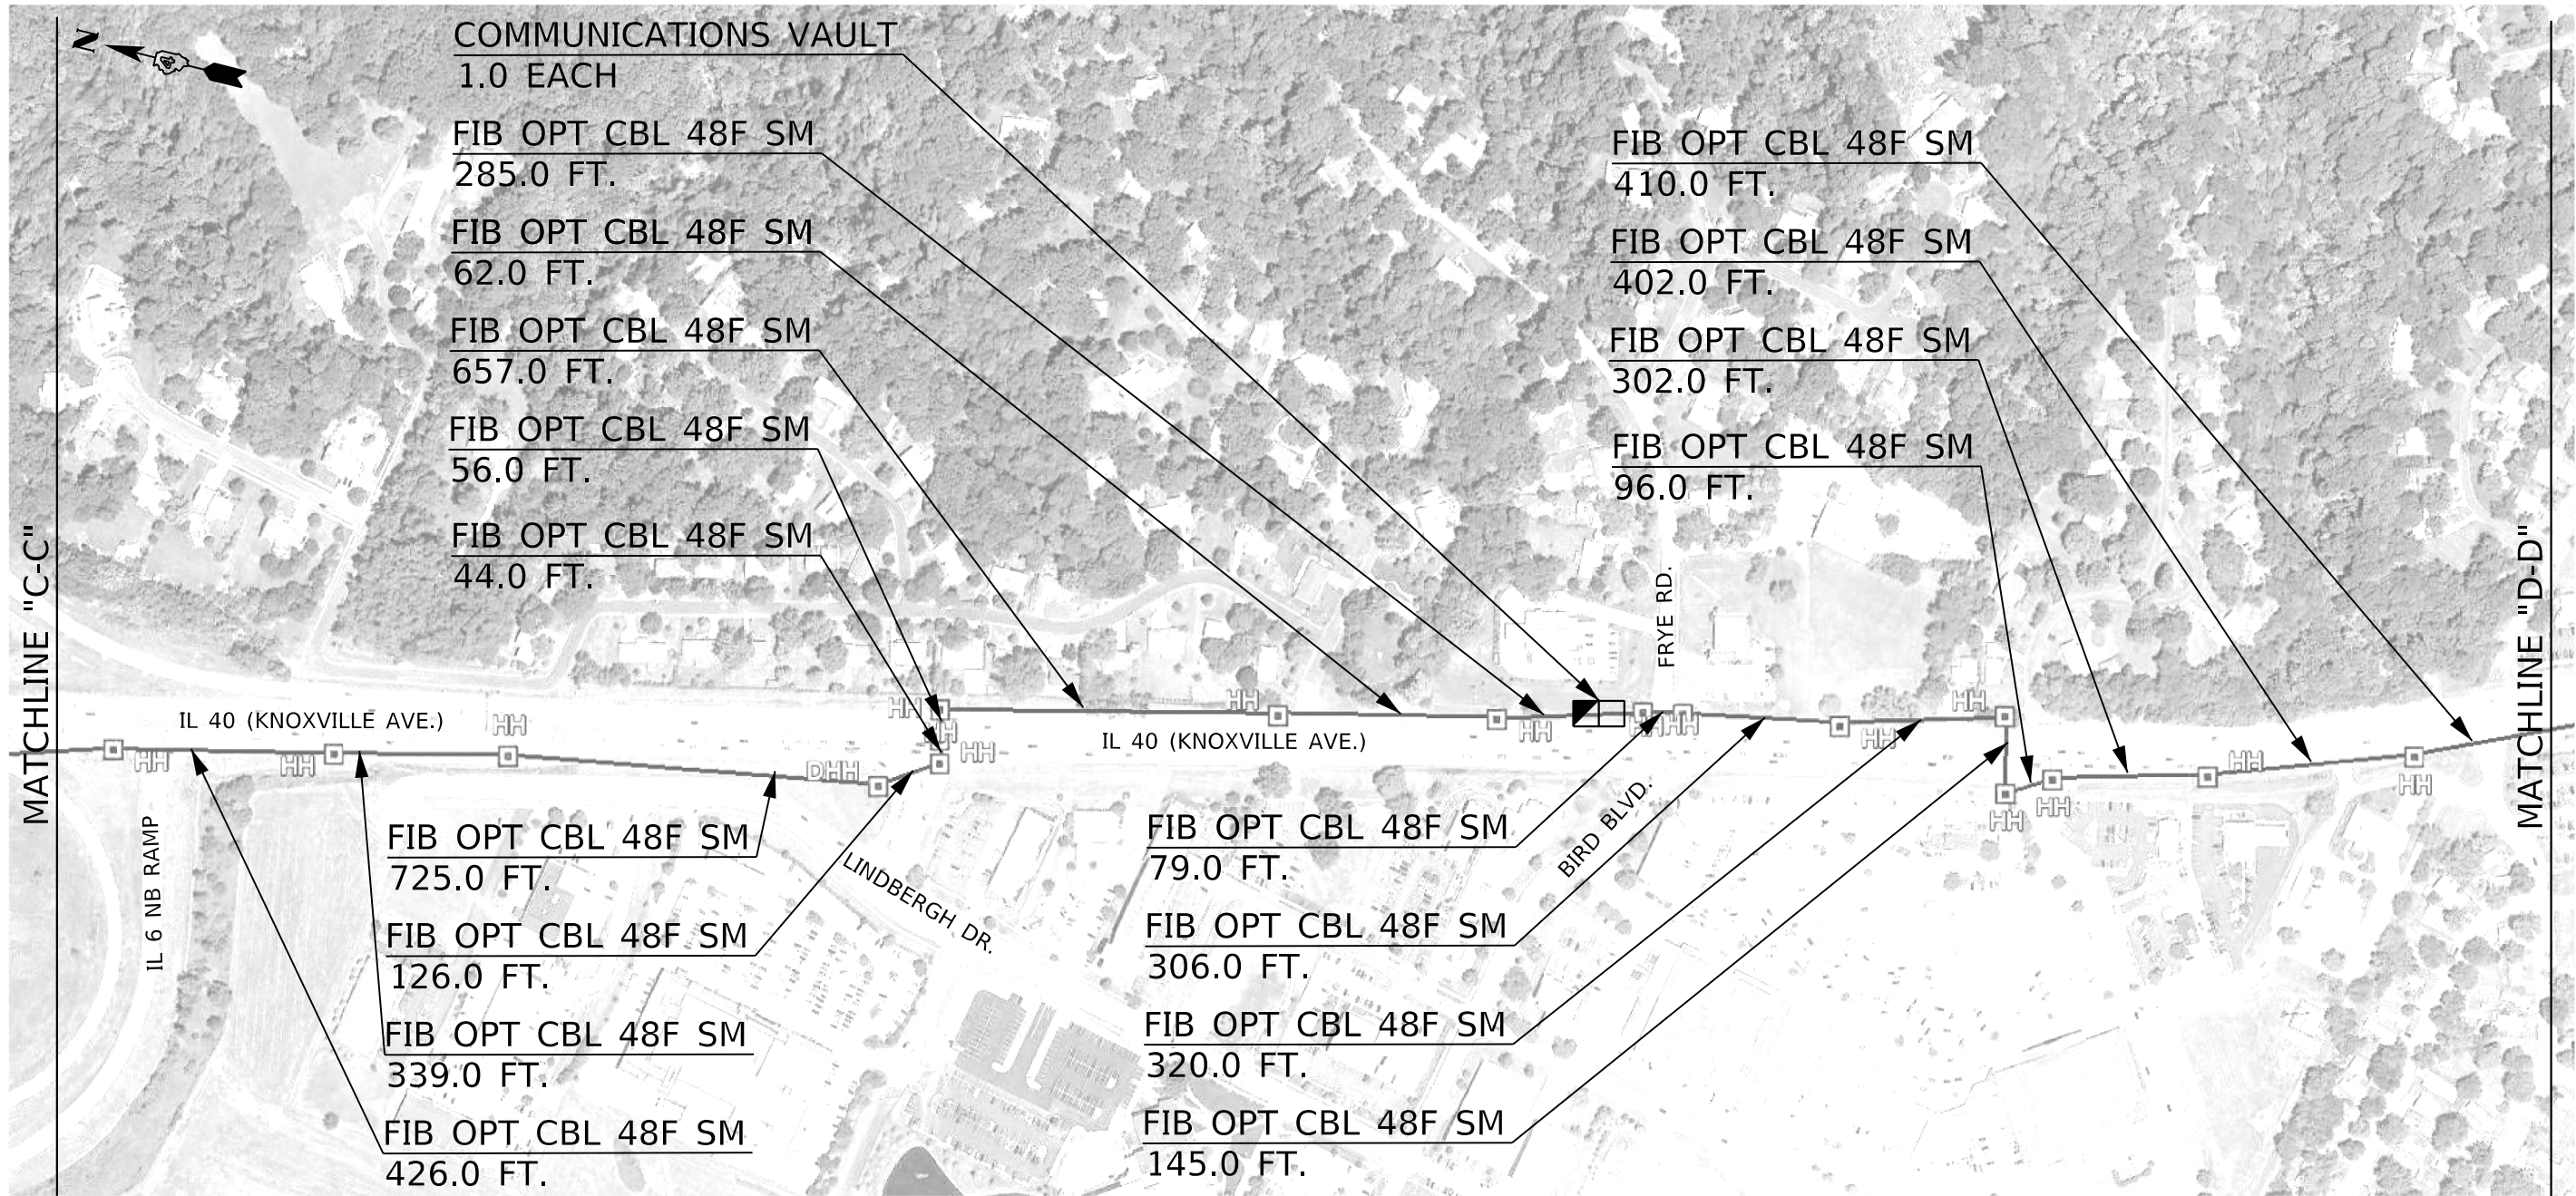 N
4
COMMUNICATIONS VAULT
1.0 EACH
FIB OPT CBL 48F SM
285.0 FT.
FIB OPT CBL 48F SM
62.0 FT.
FIB OPT CBL 48F SM
657.0 FT.
FIB OPT CBL 48F SM
56.0 FT.
FIB OPT CBL 48F SM
44.0 FT.
FIB OPT CBL 48F SM
410.0 FT.
FIB OPT CBL 48F SM
402.0 FT.
FIB OPT CBL 48F SM
302.0 FT.
FIB OPT CBL 48F SM
96.0 FT.
MATCHLINE "C-C"
MATCHLINE "D-D"
FRYE RD.
IL 40 (KNOXVILLE AVE.)
IL 40 (KNOXVILLE AVE.)
HH
HH
HH
DHH
HH
HH
HH
HH
HH
HH
HH
HH
HH
HH
HH
HH
HH
IL 6 NB RAMP
LINDBERGH DR.
BIRD BLVD.
FIB OPT CBL 48F SM
725.0 FT.
FIB OPT CBL 48F SM
126.0 FT.
FIB OPT CBL 48F SM
339.0 FT.
FIB OPT CBL 48F SM
426.0 FT.
FIB OPT CBL 48F SM
79.0 FT.
FIB OPT CBL 48F SM
306.0 FT.
FIB OPT CBL 48F SM
320.0 FT.
FIB OPT CBL 48F SM
145.0 FT.